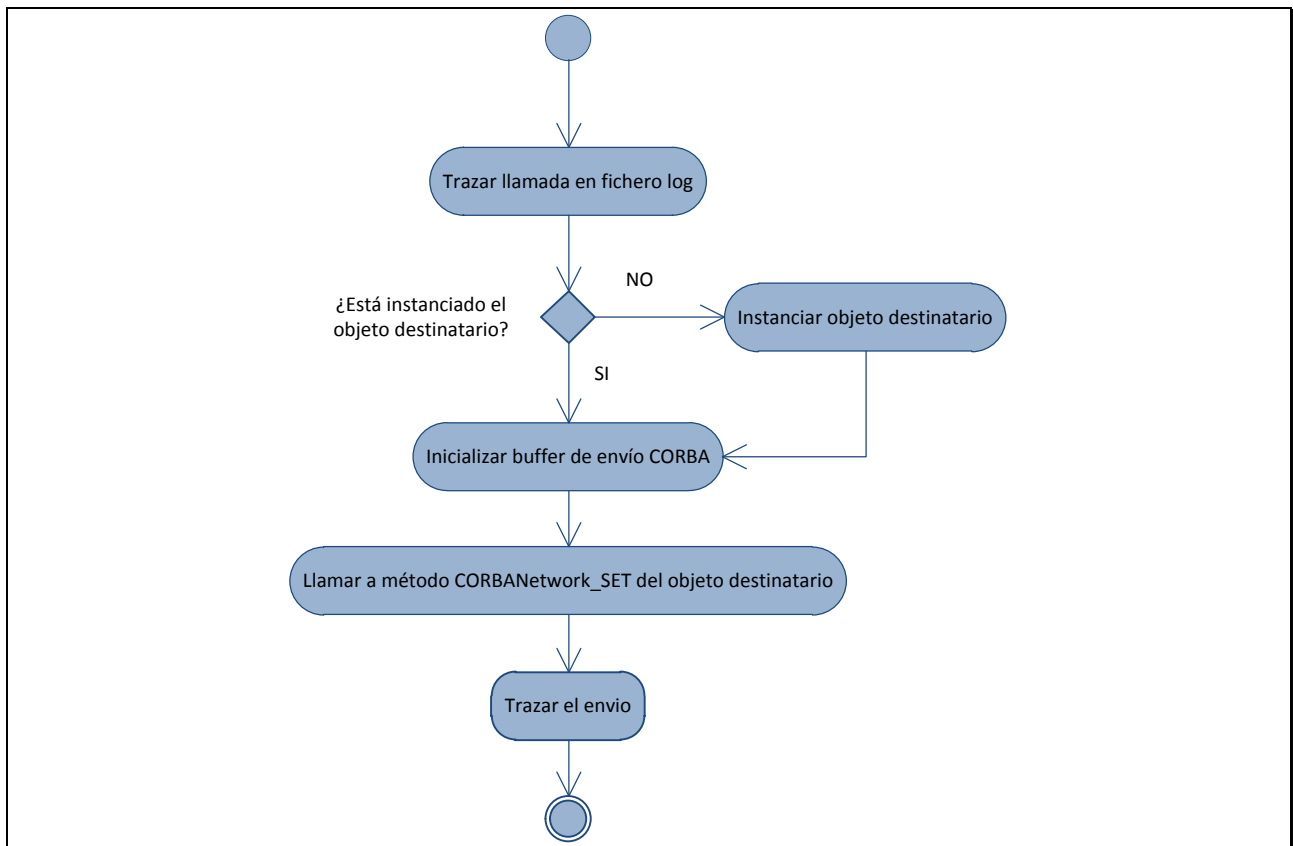 Trazar llamada en fichero log
NO
¿Está instanciado el
objeto destinatario?
Instanciar objeto destinatario
SI
Inicializar buffer de envío CORBA
Llamar a método CORBANetwork_SET del objeto destinatario
Trazar el envio